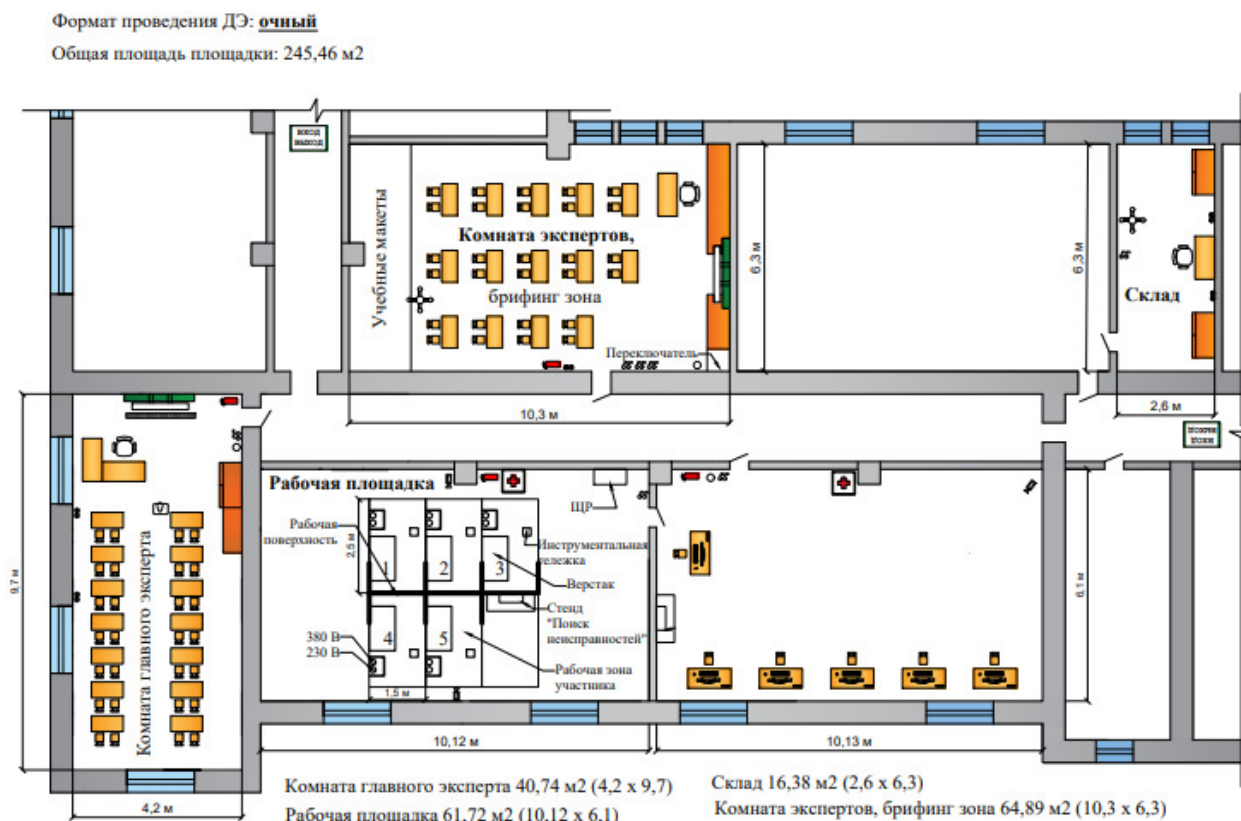 Формат проведения ДЭ: очный
Общая площадь площадки: 245,46 м2
ВХОД
ВЫХОД
Учебные макеты
Комната экспертов,
брифинг зона
Переключатель
6,3 м
6,3 м
Склад
10,3 м
2,6 м
ВХОД
ВЫХОД
Рабочая площадка
ЩР
Рабочая
поверхность
2,5 м
Инструментальная
тележка
1
2
3
Верстак
Стенд
"Поиск
неисправностей"
4
5
380 В
230 В
Рабочая зона
участника
1,5 м
Комната главного эксперта
9,7 м
6,1 м
10,12 м
10,13 м
4,2 м
Комната главного эксперта 40,74 м2 (4,2 х 9,7)
Склад 16,38 м2 (2,6 х 6,3)
Рабочая площадка 61,72 м2 (10,12 х 6,1)
Комната экспертов, брифинг зона 64,89 м2 (10,3 х 6,3)